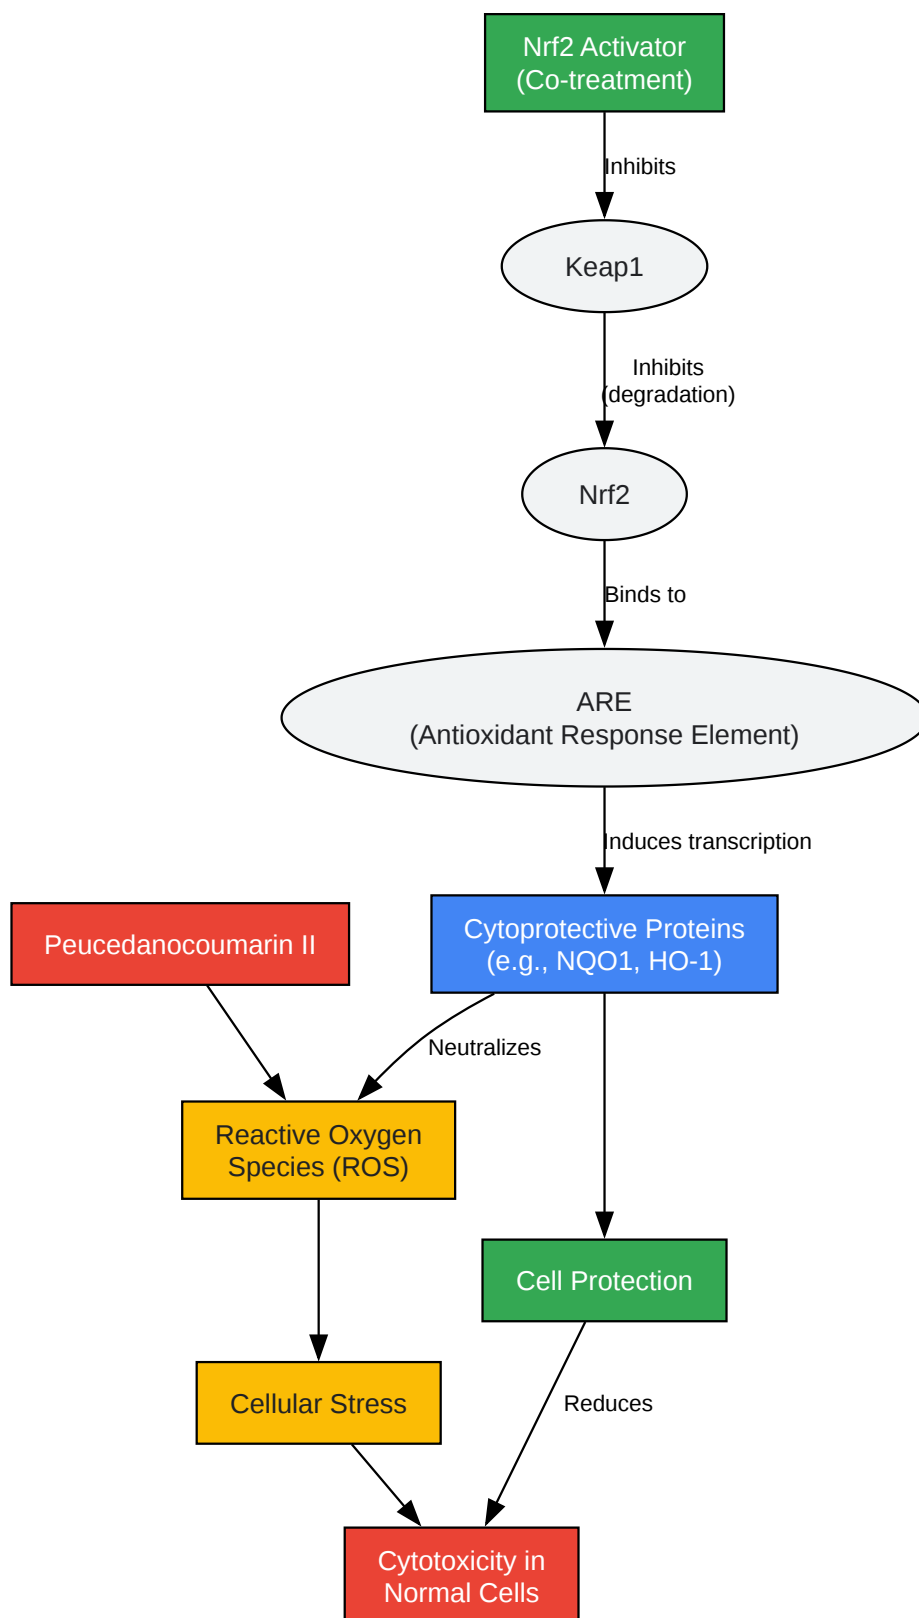 Nrf2 Activator
(Co-treatment)
Inhibits
Keap1
Inhibits
(degradation)
Nrf2
Binds to
ARE
(Antioxidant Response Element)
Induces transcription
Peucedanocoumarin II
Cytoprotective Proteins
(e.g., NQO1, HO-1)
Neutralizes
Reactive Oxygen
Species (ROS)
Cell Protection
Cellular Stress
Reduces
Cytotoxicity in
Normal Cells